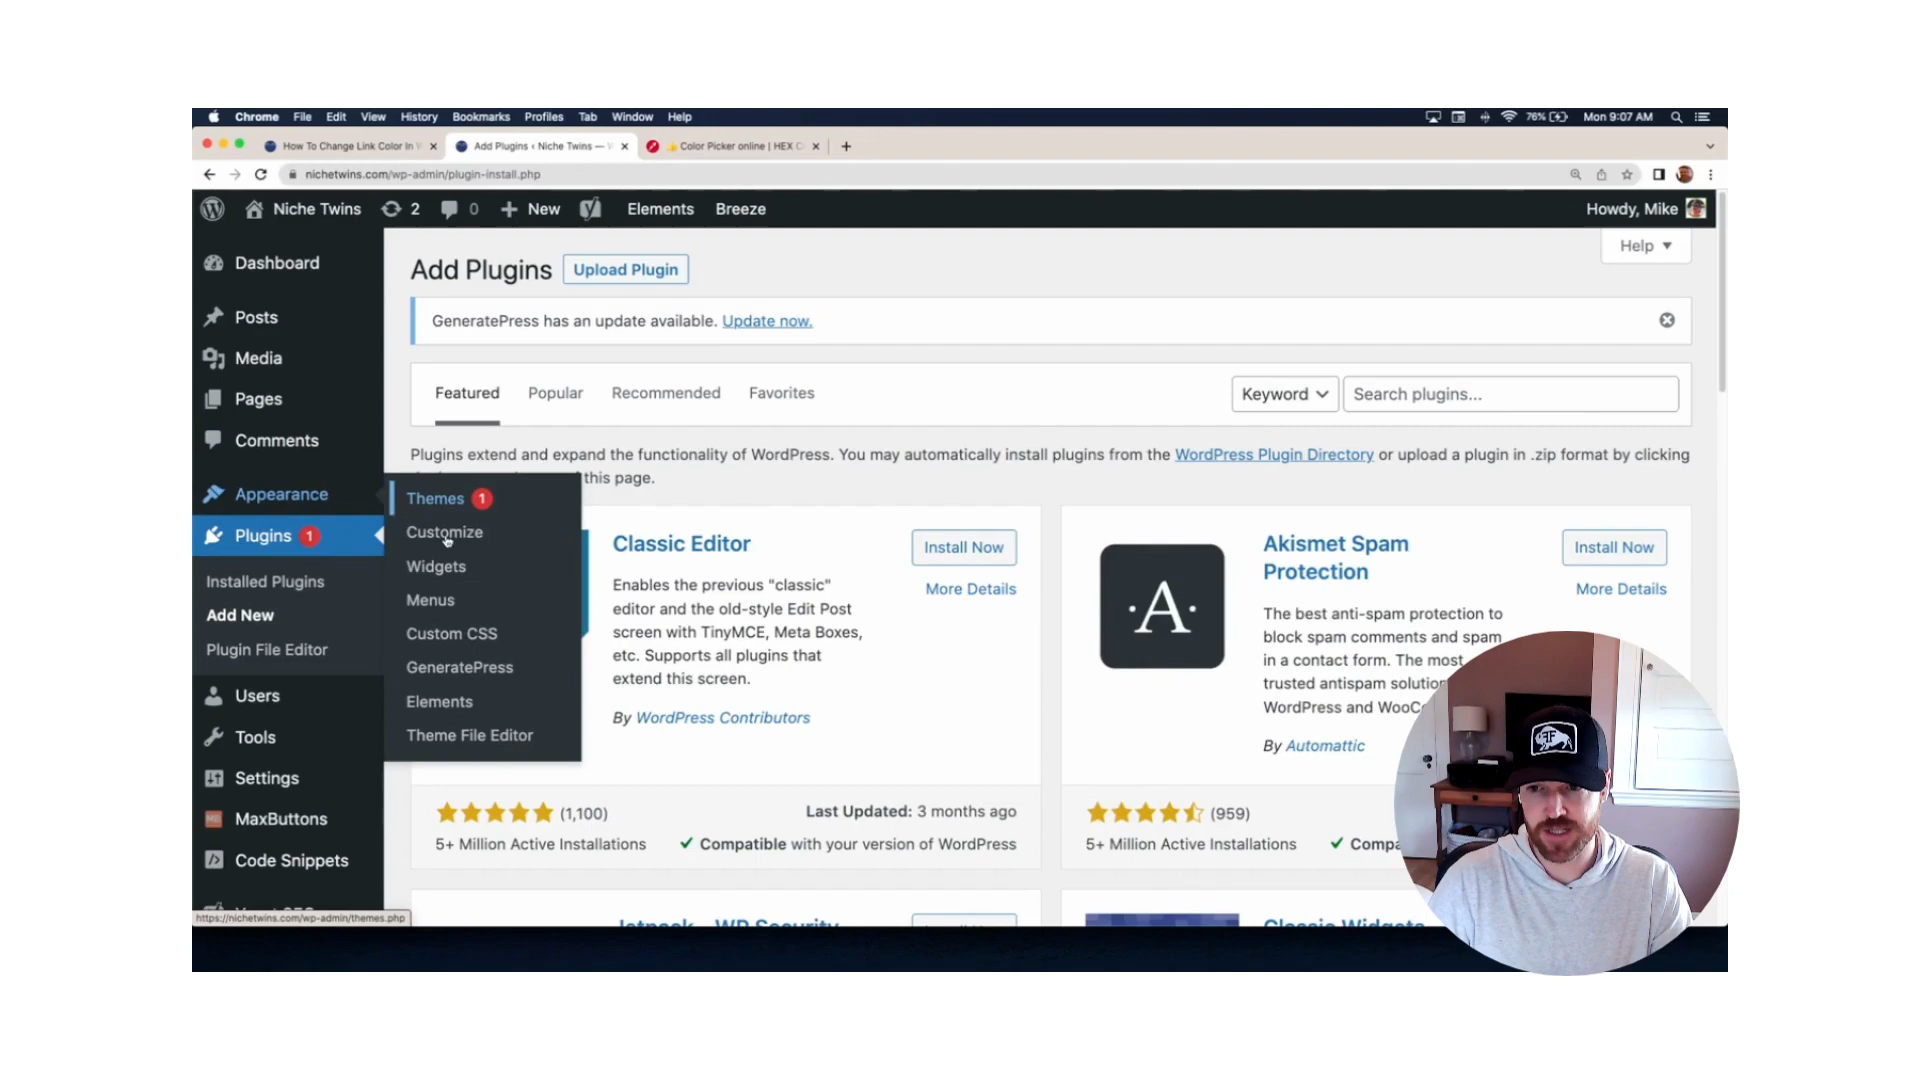 Chrome File Edit View History Bookmarks Profiles Tab Window Help
76% Mon 9:07 AM
How To Change Link Color In
Add Plugins ‹ Niche Twins —
Color Picker online | HEX C
nichetwins.com/wp-admin/plugin-install.php
Niche Twins 2 0 New Elements Breeze
Howdy, Mike
Help
Dashboard
Posts
Media
Pages
Comments
Appearance
Plugins 1
Installed Plugins
Add New
Plugin File Editor
Users
Tools
Settings
MaxButtons
Code Snippets
https://nichetwins.com/wp-admin/themes.php
Themes 1
Customize
Widgets
Menus
Custom CSS
GeneratePress
Elements
Theme File Editor
Add Plugins Upload Plugin
GeneratePress has an update available. Update now.
Featured Popular Recommended Favorites
Keyword Search plugins...
Plugins extend and expand the functionality of WordPress. You may automatically install plugins from the WordPress Plugin Directory or upload a plugin in .zip format by clicking
this page.
Classic Editor
Install Now
More Details
Enables the previous "classic"
editor and the old-style Edit Post
screen with TinyMCE, Meta Boxes,
etc. Supports all plugins that
extend this screen.
By WordPress Contributors
(1,100)
Last Updated: 3 months ago
5+ Million Active Installations
Compatible with your version of WordPress
·A·
Akismet Spam
Protection
Install Now
More Details
The best anti-spam protection to
block spam comments and spam
in a contact form. The most
trusted antispam solution
WordPress and WooC
By Automattic
(959)
5+ Million Active Installations
Compa
Jetpack – WP Security
Classic Widgets